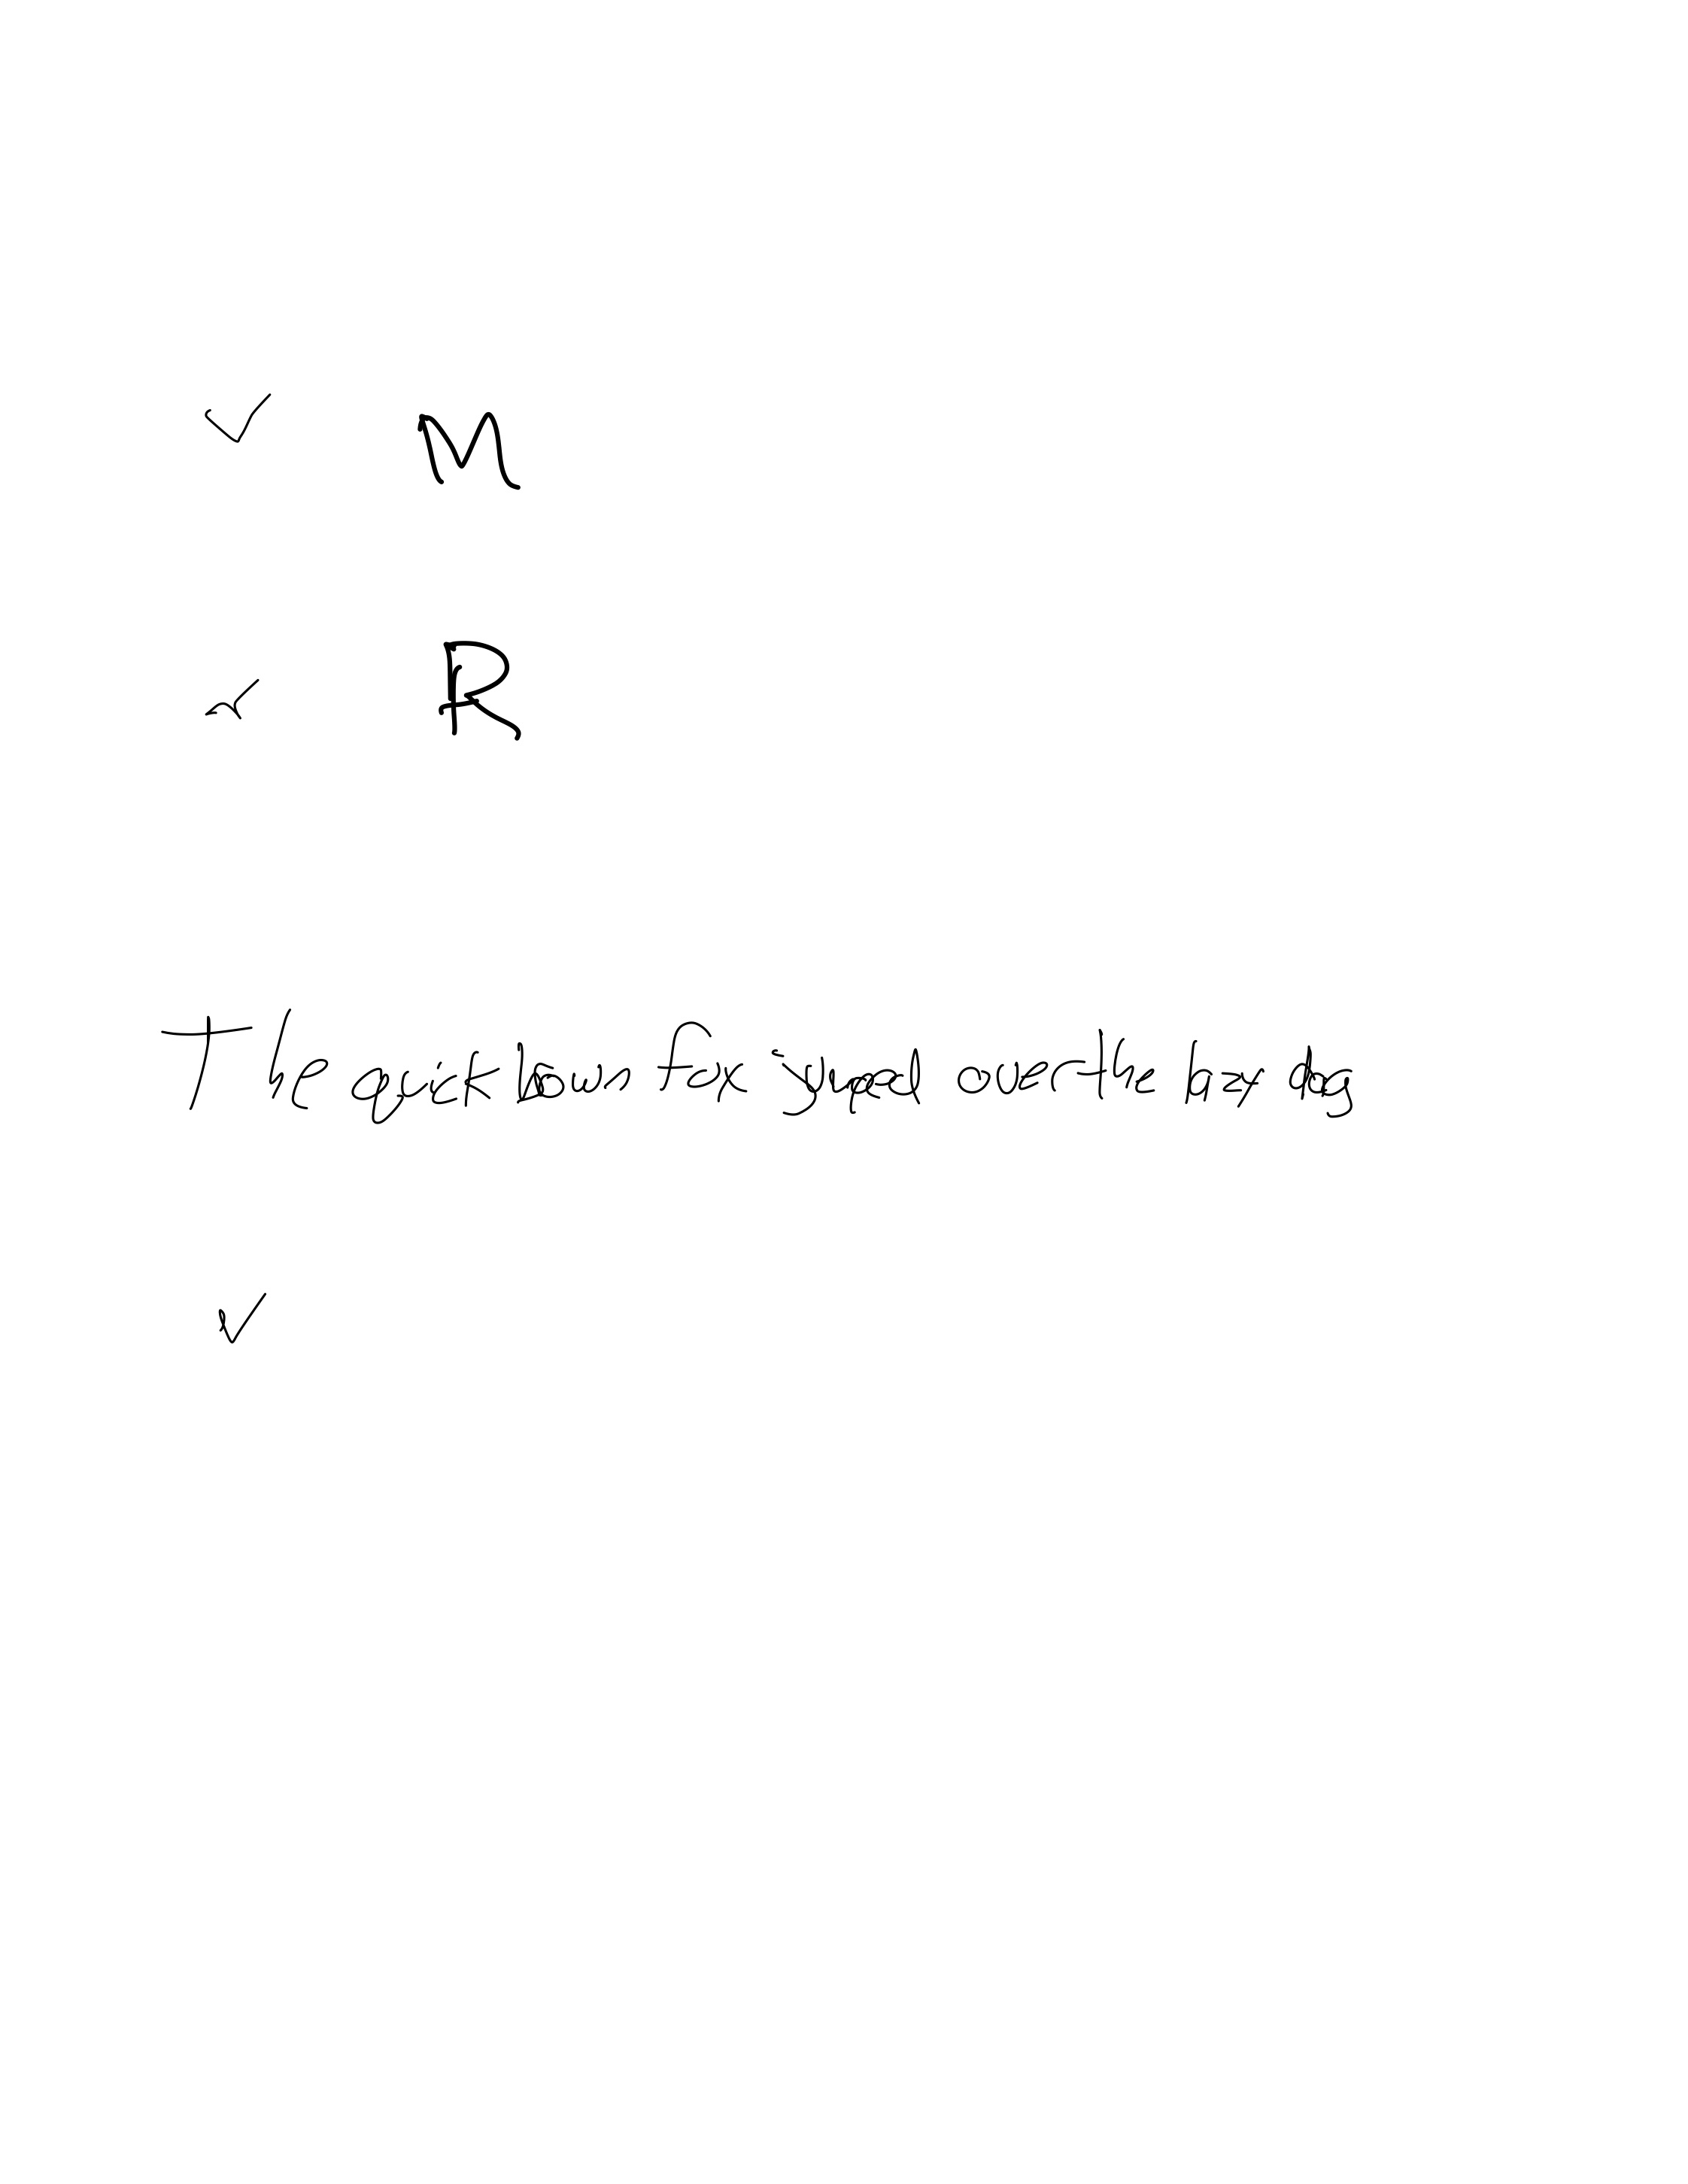 ✓ M
✓ R
The quick brown fox jumped over the lazy dog
✓